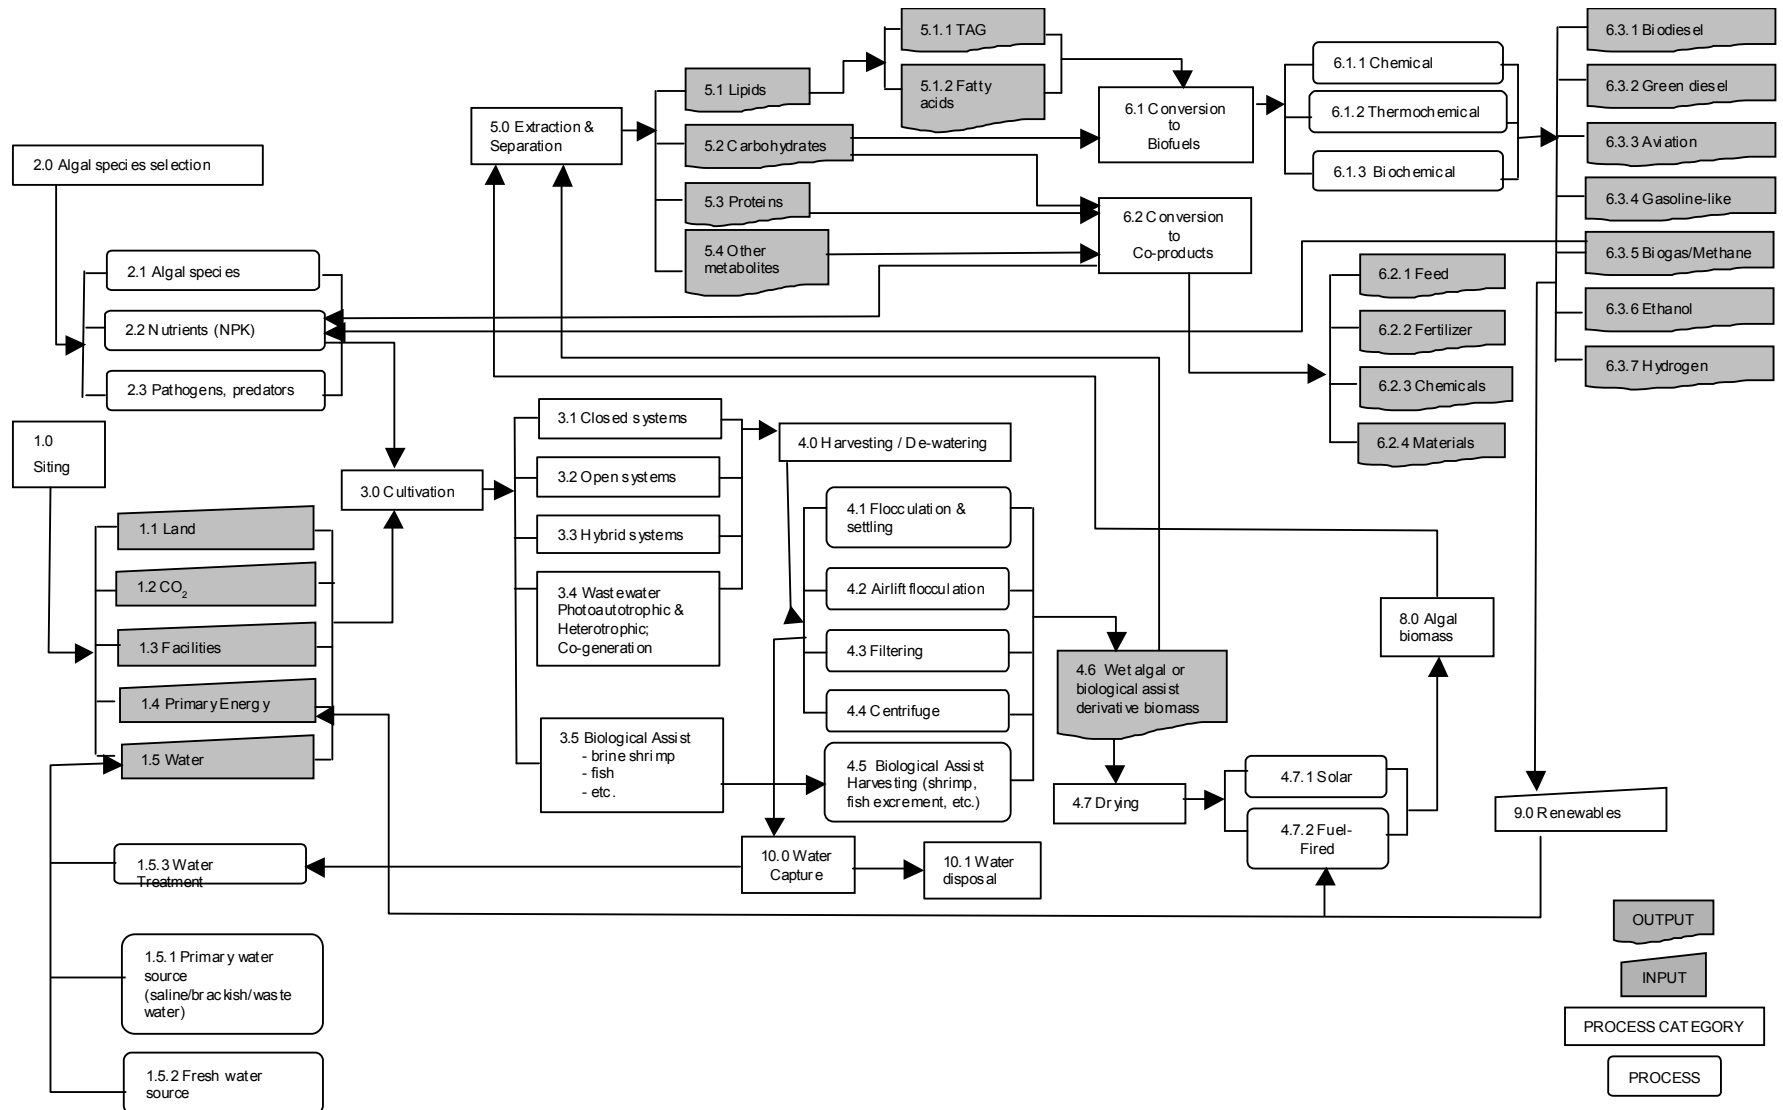 2.0 Algal species selection
2.1 Algal species
2.2 Nutrients (NPK)
2.3 Pathogens, predators
1.0
Siting
1.1 Land
1.2 CO2
1.3 Facilities
1.4 Primary Energy
1.5 Water
1.5.3 Water
Treatment
1.5.1 Primary water
source
(saline/brackish/waste
water)
1.5.2 Fresh water
source
3.0 Cultivation
3.1 Closed systems
3.2 Open systems
3.3 Hybrid systems
3.4 Wastewater
Photoautotrophic &
Heterotrophic;
Co-generation
3.5 Biological Assist
- brine shrimp
- fish
- etc.
4.0 Harvesting / De-watering
4.1 Flocculation &
settling
4.2 Airlift flocculation
4.3 Filtering
4.4 Centrifuge
4.5 Biological Assist
Harvesting (shrimp,
fish excrement, etc.)
10.0 Water
Capture
10.1 Water
disposal
4.6 Wet algal or
biological assist
derivative biomass
4.7 Drying
4.7.1 Solar
4.7.2 Fuel-
Fired
8.0 Algal
biomass
9.0 Renewables
5.0 Extraction &
Separation
5.1 Lipids
5.2 Carbohydrates
5.3 Proteins
5.4 Other
metabolites
5.1.1 TAG
5.1.2 Fatty
acids
6.1 Conversion
to
Biofuels
6.2 Conversion
to
Co-products
6.1.1 Chemical
6.1.2 Thermochemical
6.1.3 Biochemical
6.2.1 Feed
6.2.2 Fertilizer
6.2.3 Chemicals
6.2.4 Materials
6.3.1 Biodiesel
6.3.2 Green diesel
6.3.3 Aviation
6.3.4 Gasoline-like
6.3.5 Biogas/Methane
6.3.6 Ethanol
6.3.7 Hydrogen
OUTPUT
INPUT
PROCESS CATEGORY
PROCESS